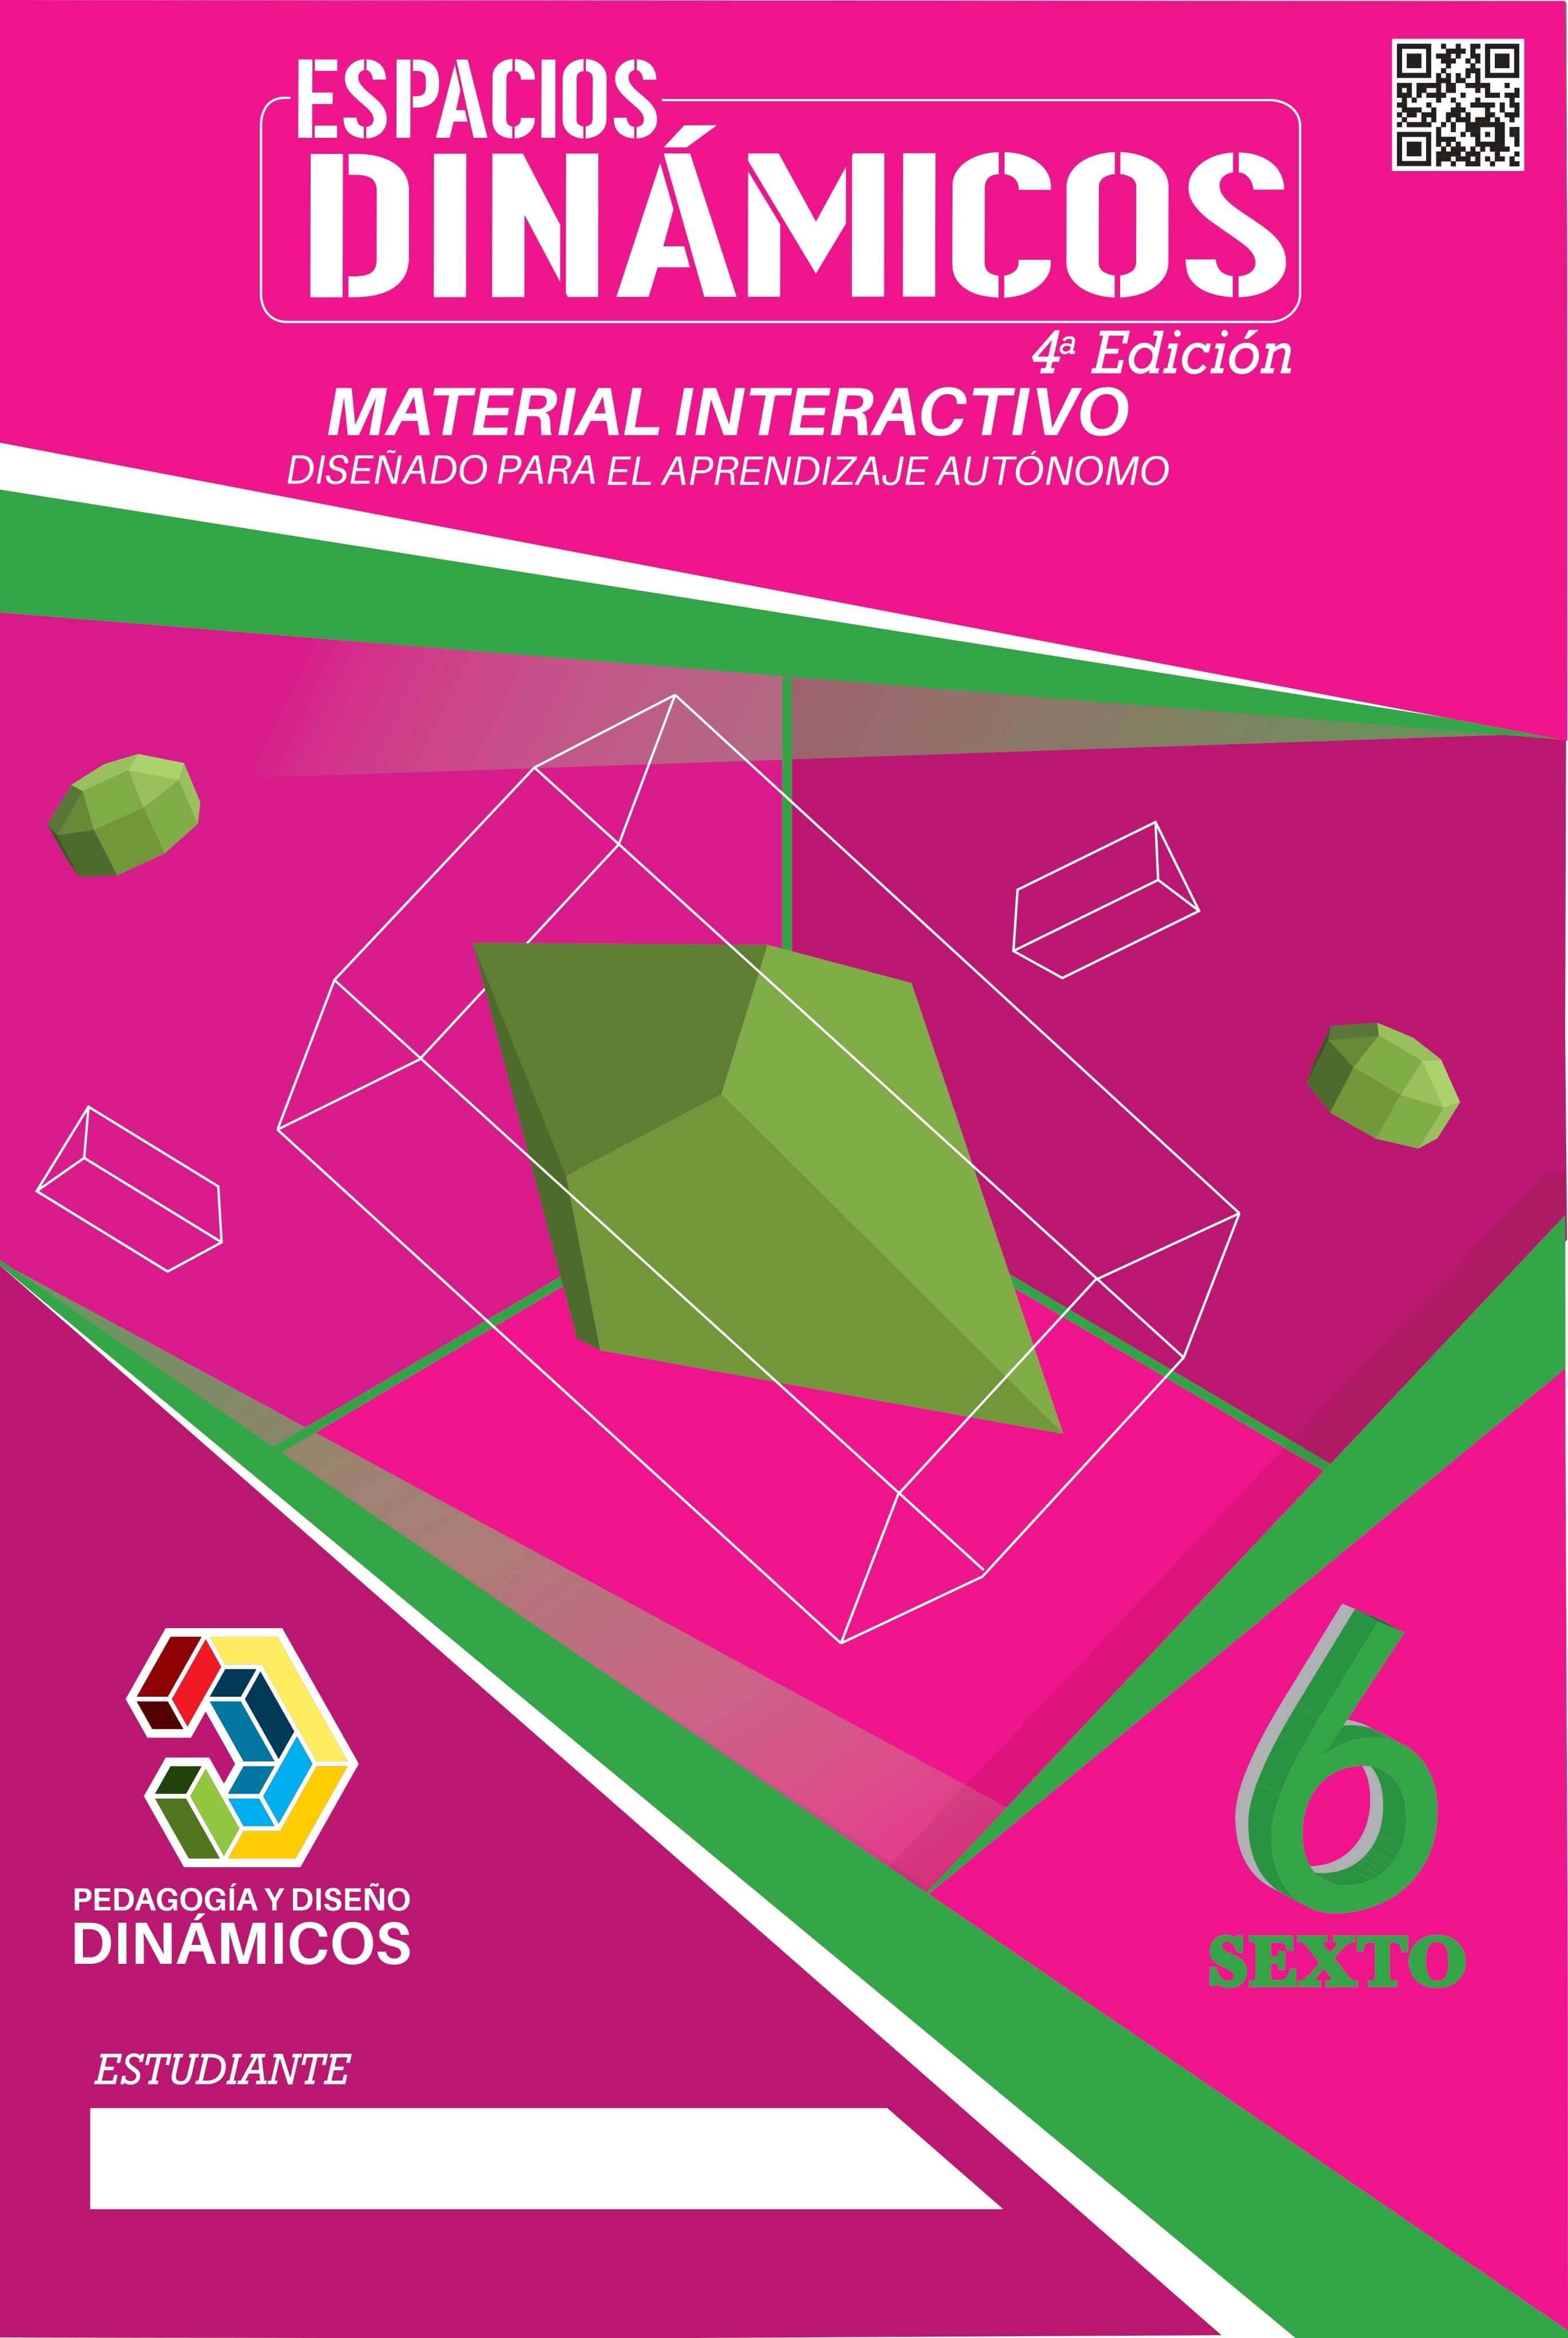 ESPACIOS
DINÁMICOS
4ª Edición
MATERIAL INTERACTIVO
DISEÑADO PARA EL APRENDIZAJE AUTÓNOMO
6
SEXTO
PEDAGOGÍA Y DISEÑO
DINÁMICOS
ESTUDIANTE